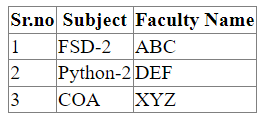 Sr.no Subject Faculty Name
1 FSD-2 ABC
2 Python-2 DEF
3 COA XYZ